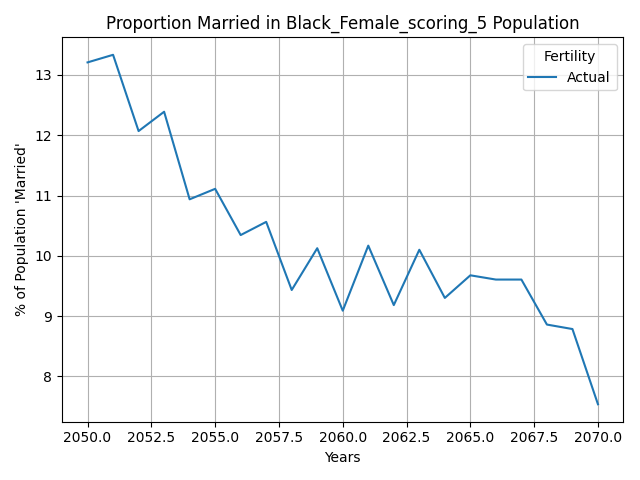 Proportion Married in Black_Female_scoring_5 Population
Fertility
Actual
% of Population 'Married'
13
12
11
10
9
8
2050.0 2052.5 2055.0 2057.5 2060.0 2062.5 2065.0 2067.5 2070.0
Years